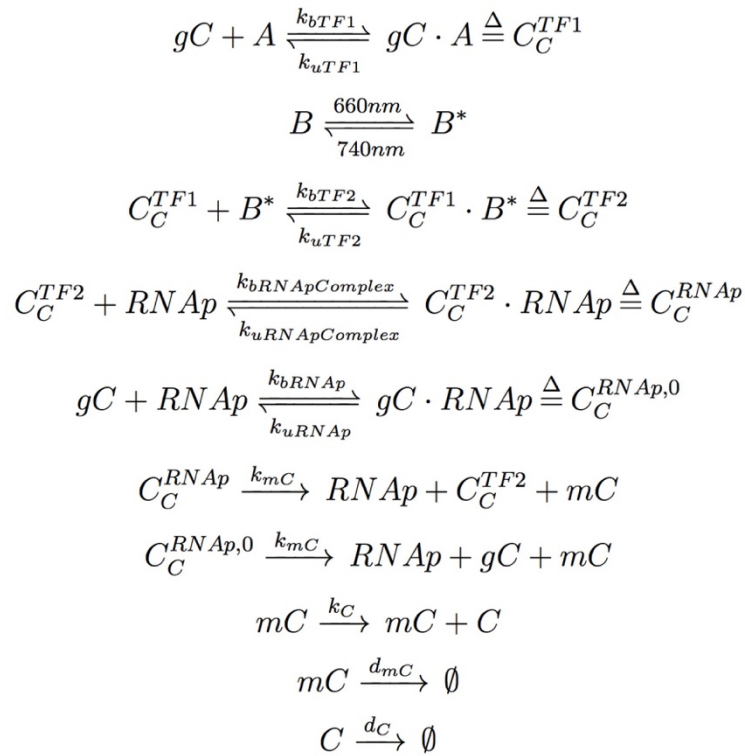 gC + A ⇌ gC · A ≜ C_C^{TF1} (k_{bTF1}, k_{uTF1})
B ⇌ B* (660nm, 740nm)
C_C^{TF1} + B* ⇌ C_C^{TF1} · B* ≜ C_C^{TF2} (k_{bTF2}, k_{uTF2})
C_C^{TF2} + RNAp ⇌ C_C^{TF2} · RNAp ≜ C_C^{RNAp} (k_{bRNApComplex}, k_{uRNApComplex})
gC + RNAp ⇌ gC · RNAp ≜ C_C^{RNAp,0} (k_{bRNAp}, k_{uRNAp})
C_C^{RNAp} →^{k_{mC}} RNAp + C_C^{TF2} + mC
C_C^{RNAp,0} →^{k_{mC}} RNAp + gC + mC
mC →^{k_C} mC + C
mC →^{d_{mC}} ∅
C →^{d_C} ∅